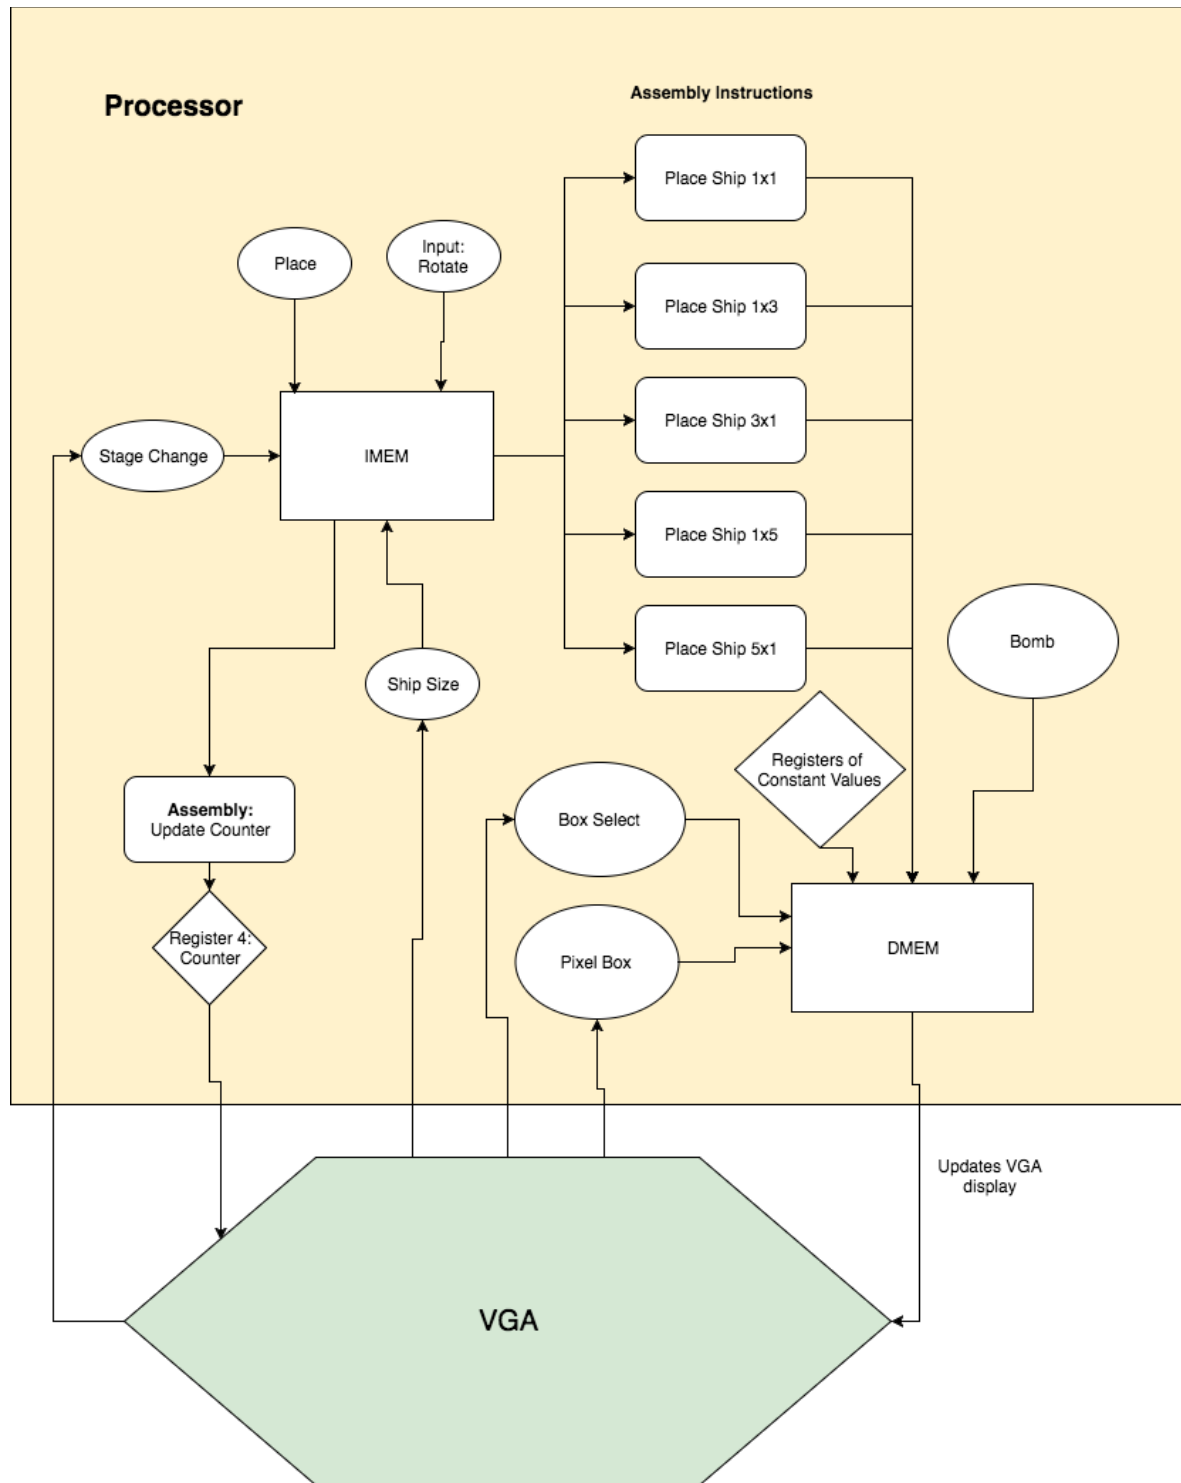 Processor
Assembly Instructions
Place Ship 1x1
Place
Input:
Rotate
Place Ship 1x3
Place Ship 3x1
Stage Change
IMEM
Place Ship 1x5
Place Ship 5x1
Bomb
Ship Size
Registers of
Constant Values
Assembly:
Update Counter
Box Select
Register 4:
Counter
Pixel Box
DMEM
Updates VGA
display
VGA